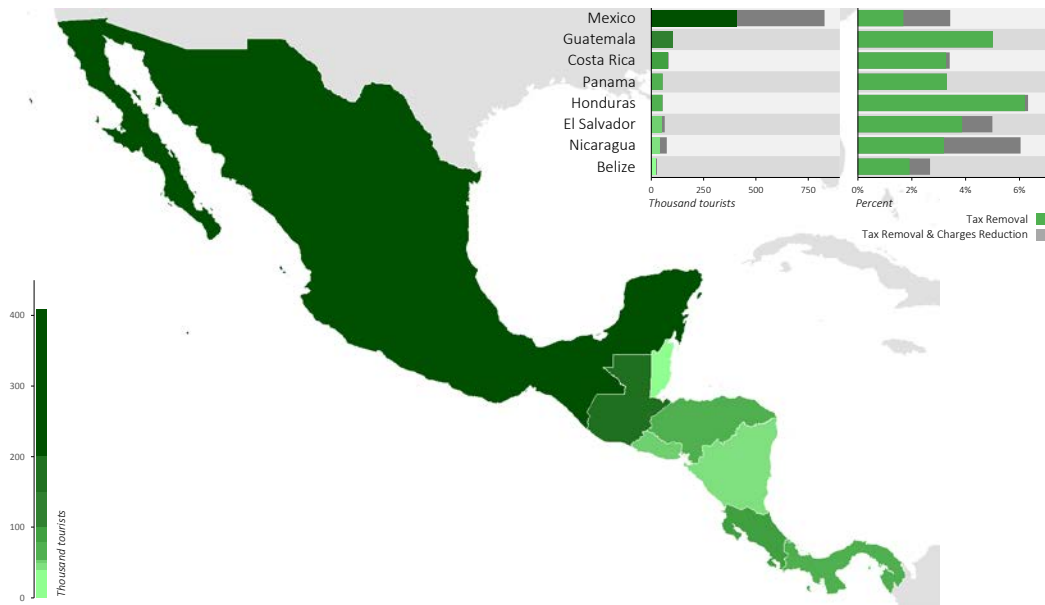 Mexico
Guatemala
Costa Rica
Panama
Honduras
El Salvador
Nicaragua
Belize
0 250 500 750
Thousand tourists
0% 2% 4% 6%
Percent
Tax Removal
Tax Removal & Charges Reduction
400
300
200
100
0
Thousand tourists